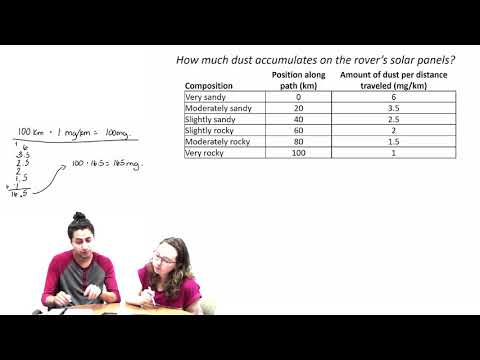 How much dust accumulates on the rover's solar panels?
Composition Position along path (km) Amount of dust per distance traveled (mg/km)
Very sandy 0 6
Moderately sandy 20 3.5
Slightly sandy 40 2.5
Slightly rocky 60 2
Moderately rocky 80 1.5
Very rocky 100 1
100 km · 1 mg/km = 100mg.
1
6
3.5
2.5
2.
1.5
+ 1
16.5
100 · 16.5 = 165 mg.